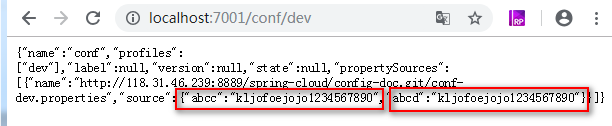 localhost:7001/conf/dev
RP
{"name":"conf","profiles":
["dev"],"label":null,"version":null,"state":null,"propertySources":
[{"name":"http://118.31.46.239:8889/spring-cloud/config-doc.git/conf-
dev.properties","source":{"abcc":"kljofoejojo1234567890","abcd":"kljofoejojo1234567890"}}]}